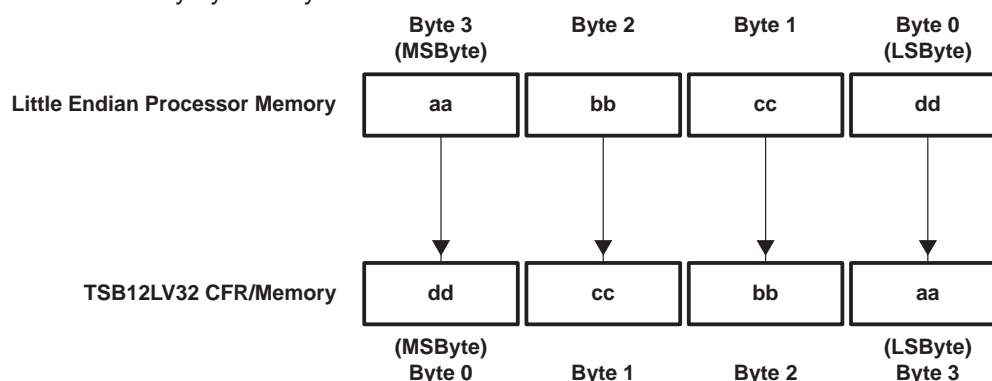 Byte 3 Byte 2 Byte 1 Byte 0
(MSByte) (LSByte)
Little Endian Processor Memory aa bb cc dd
TSB12LV32 CFR/Memory dd cc bb aa
(MSByte) (LSByte)
Byte 0 Byte 1 Byte 2 Byte 3